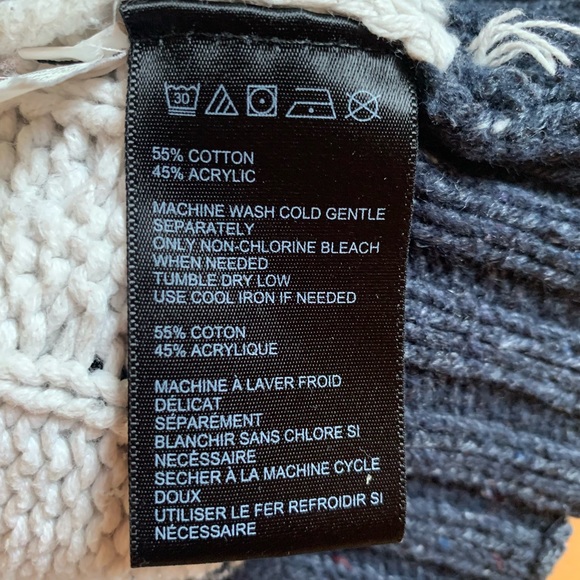 30
55% COTTON
45% ACRYLIC
MACHINE WASH COLD GENTLE
SEPARATELY
ONLY NON-CHLORINE BLEACH
WHEN NEEDED
TUMBLE DRY LOW
USE COOL IRON IF NEEDED
55% COTON
45% ACRYLIQUE
MACHINE À LAVER FROID
DÉLICAT
SÉPAREMENT
BLANCHIR SANS CHLORE SI
NECÉSSAIRE
SECHER À LA MACHINE CYCLE
DOUX
UTILISER LE FER REFROIDIR SI
NÉCESSAIRE